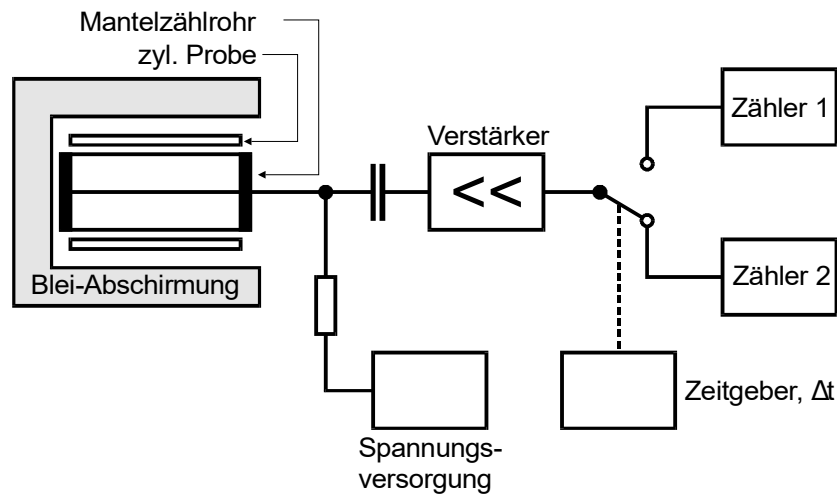 Mantelzählrohr
zyl. Probe
Verstärker
<<
Zähler 1
Blei-Abschirmung
Zähler 2
Zeitgeber, Δt
Spannungs-
versorgung